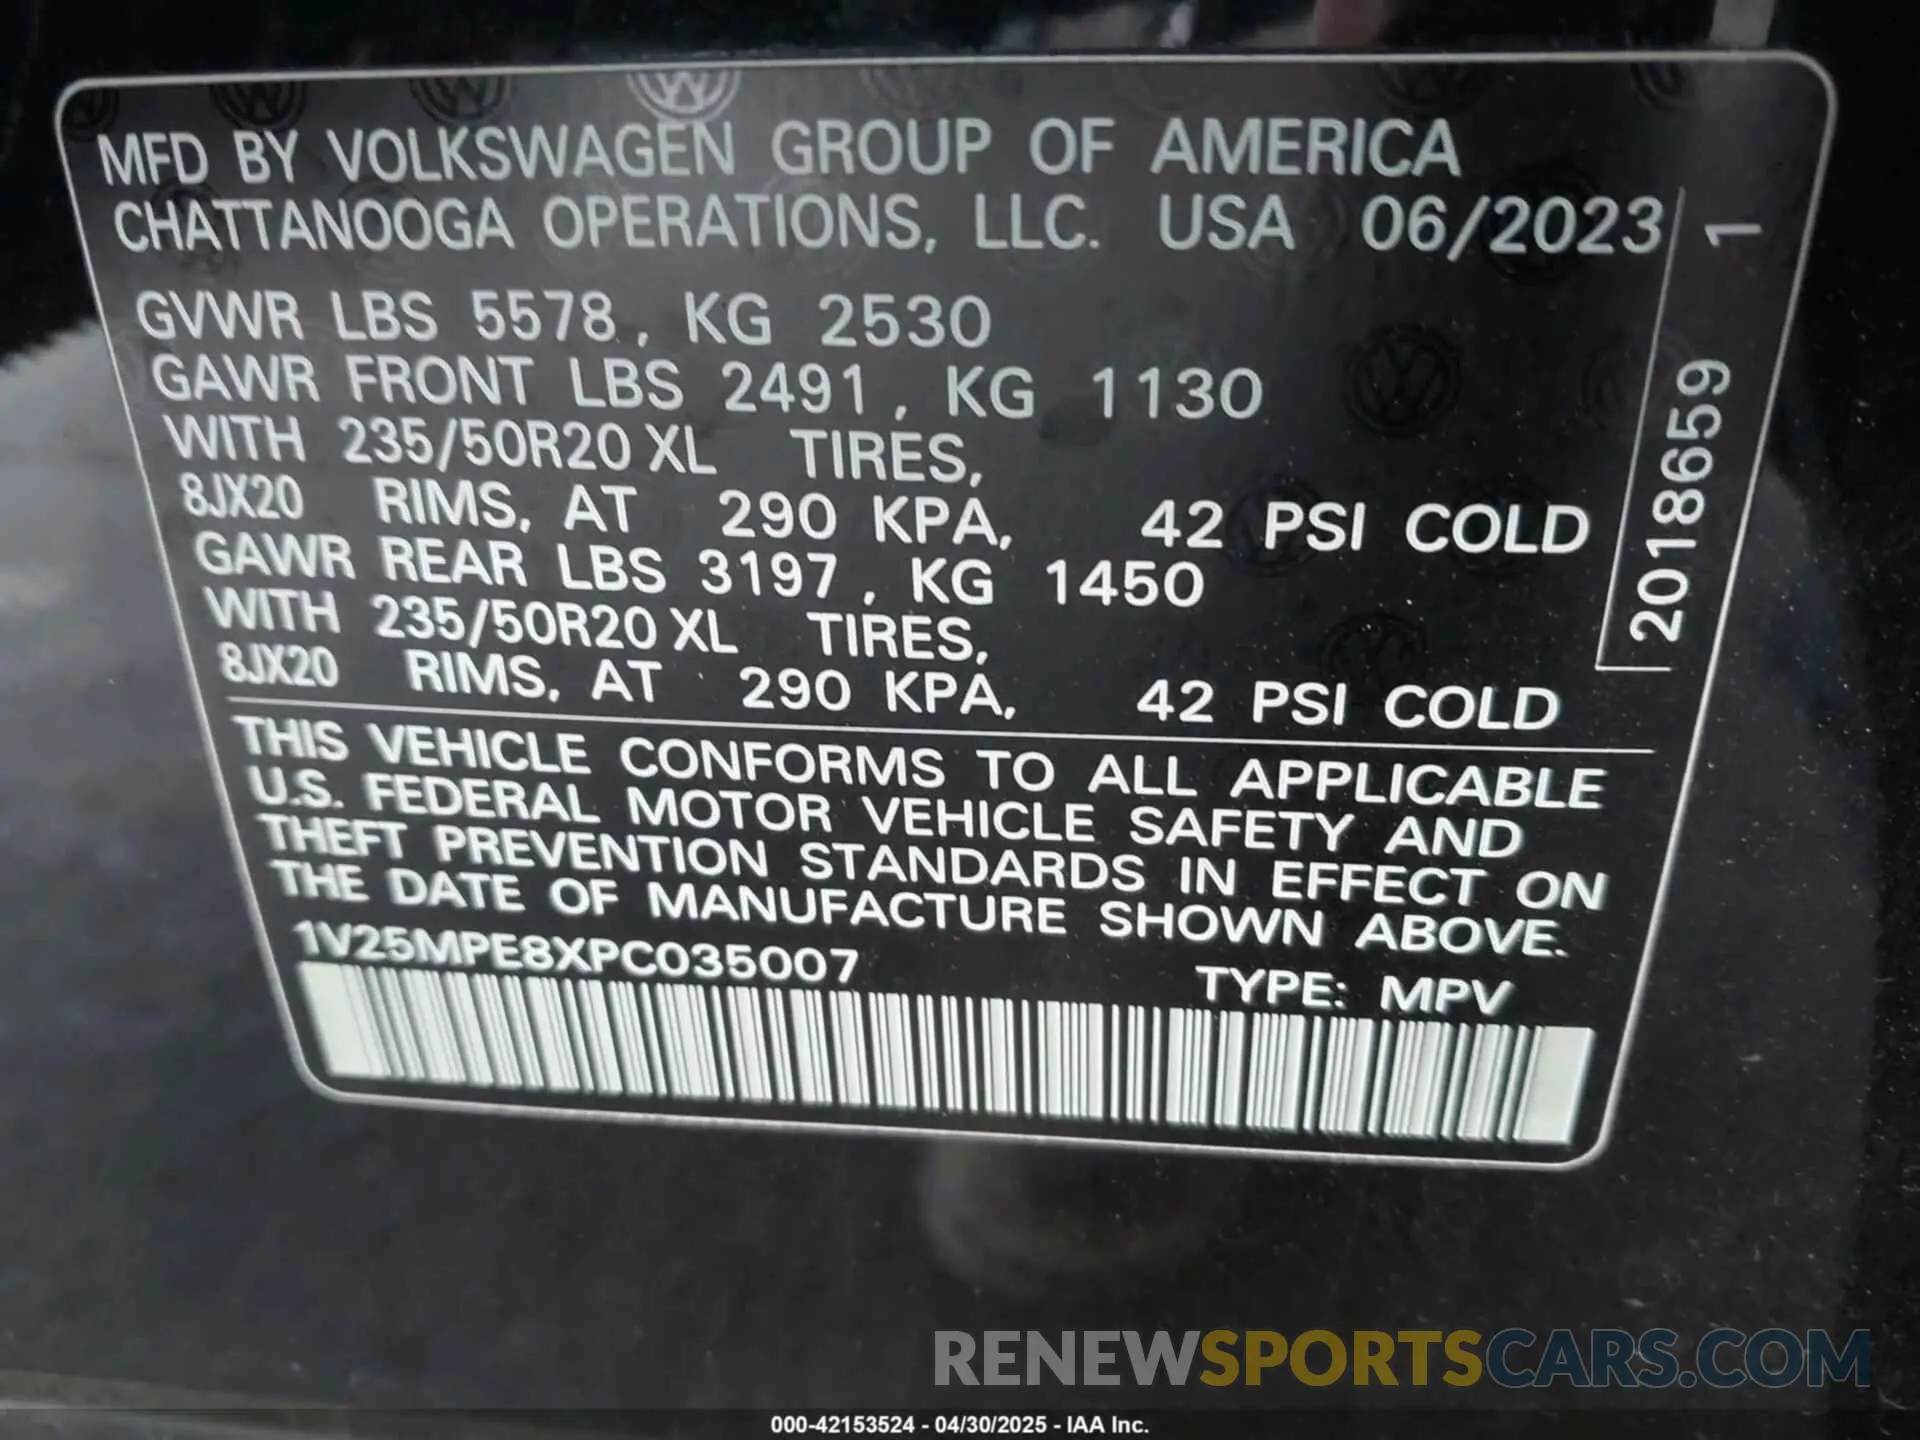 MFD BY VOLKSWAGEN GROUP OF AMERICA
CHATTANOOGA OPERATIONS, LLC. USA 06/2023
GVWR LBS 5578, KG 2530
GAWR FRONT LBS 2491, KG 1130
WITH 235/50R20 XL TIRES,
8JX20 RIMS, AT 290 KPA, 42 PSI COLD
GAWR REAR LBS 3197, KG 1450
WITH 235/50R20 XL TIRES,
8JX20 RIMS, AT 290 KPA, 42 PSI COLD
THIS VEHICLE CONFORMS TO ALL APPLICABLE
U.S. FEDERAL MOTOR VEHICLE SAFETY AND
THEFT PREVENTION STANDARDS IN EFFECT ON
THE DATE OF MANUFACTURE SHOWN ABOVE.
1V25MPE8XPC035007 TYPE: MPV
2018659 1
RENEWSPORTSCARS.COM
000-42153524 - 04/30/2025 - IAA Inc.